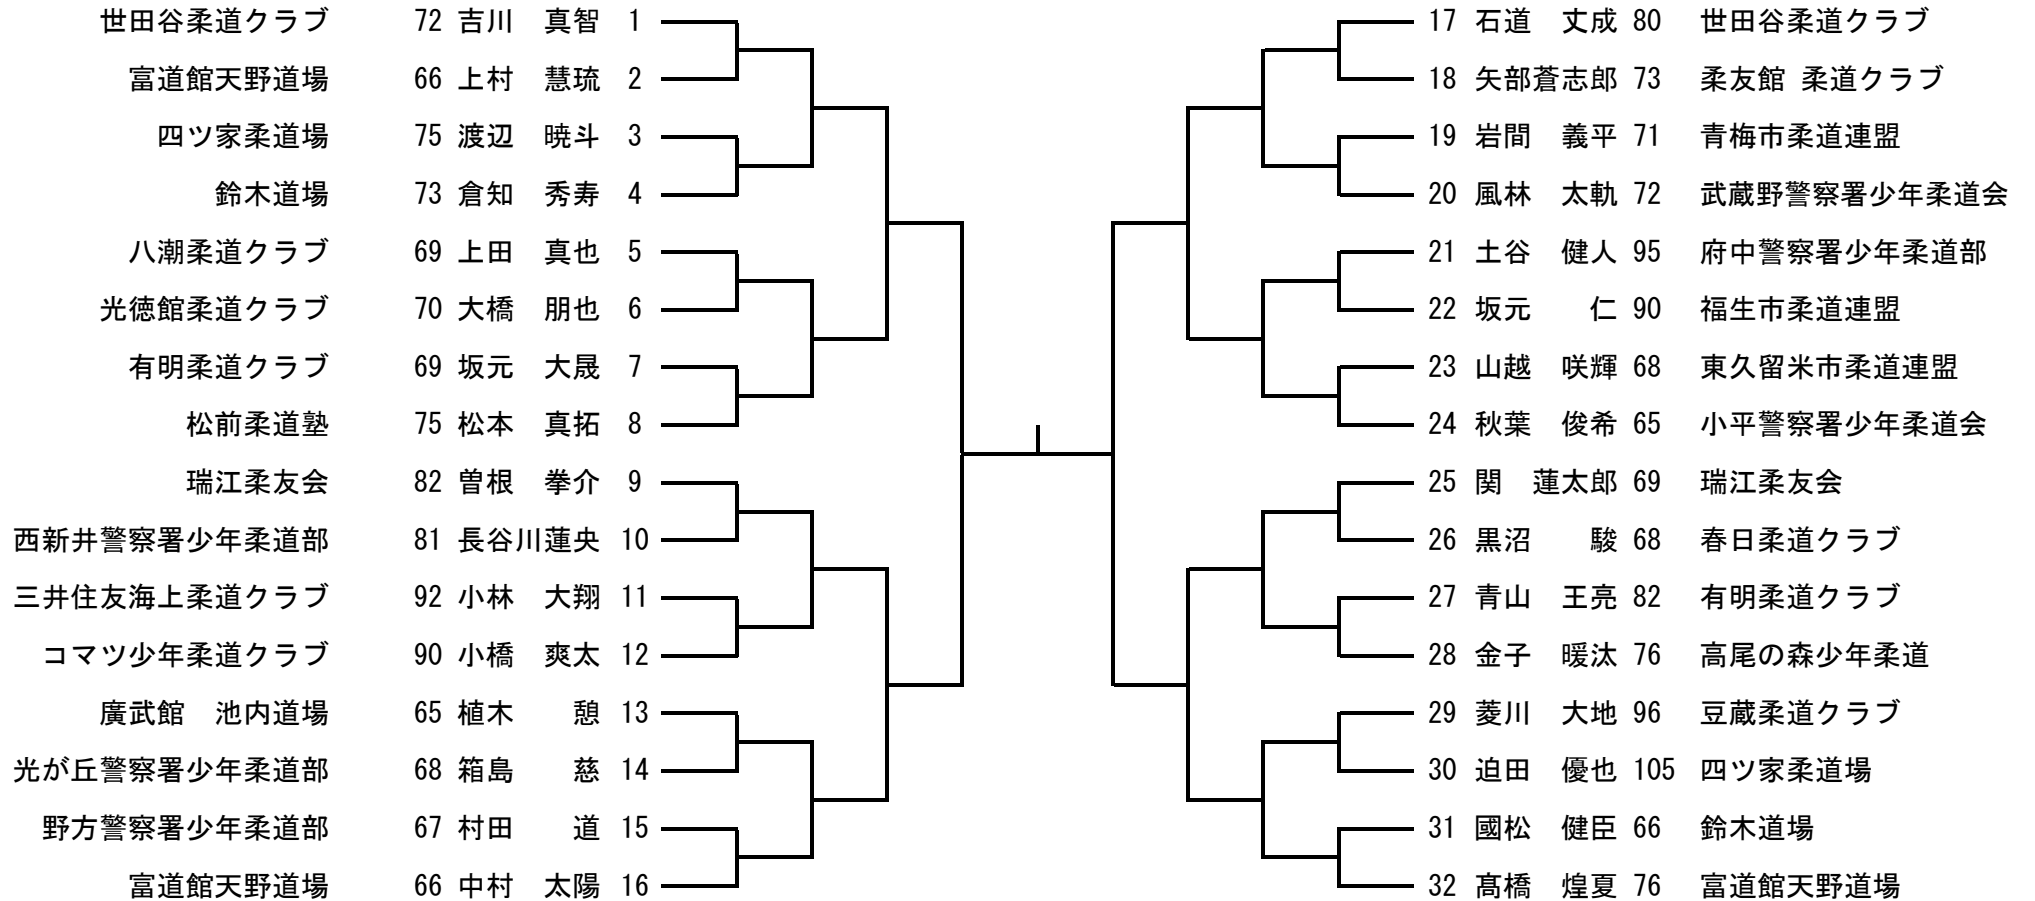 世田谷柔道クラブ 72 吉川 真智 1
富道館天野道場 66 上村 慧琉 2
四ツ家柔道場 75 渡辺 暁斗 3
鈴木道場 73 倉知 秀寿 4
八潮柔道クラブ 69 上田 真也 5
光徳館柔道クラブ 70 大橋 朋也 6
有明柔道クラブ 69 坂元 大晟 7
松前柔道塾 75 松本 真拓 8
瑞江柔友会 82 曽根 拳介 9
西新井警察署少年柔道部 81 長谷川蓮央 10
三井住友海上柔道クラブ 92 小林 大翔 11
コマツ少年柔道クラブ 90 小橋 爽太 12
廣武館 池内道場 65 植木 憩 13
光が丘警察署少年柔道部 68 箱島 慈 14
野方警察署少年柔道部 67 村田 道 15
富道館天野道場 66 中村 太陽 16
17 石道 丈成 80 世田谷柔道クラブ
18 矢部蒼志郎 73 柔友館 柔道クラブ
19 岩間 義平 71 青梅市柔道連盟
20 風林 太軌 72 武蔵野警察署少年柔道会
21 土谷 健人 95 府中警察署少年柔道部
22 坂元 仁 90 福生市柔道連盟
23 山越 咲輝 68 東久留米市柔道連盟
24 秋葉 俊希 65 小平警察署少年柔道会
25 関 蓮太郎 69 瑞江柔友会
26 黒沼 駿 68 春日柔道クラブ
27 青山 王亮 82 有明柔道クラブ
28 金子 暖汰 76 高尾の森少年柔道
29 菱川 大地 96 豆蔵柔道クラブ
30 迫田 優也 105 四ツ家柔道場
31 國松 健臣 66 鈴木道場
32 髙橋 煌夏 76 富道館天野道場